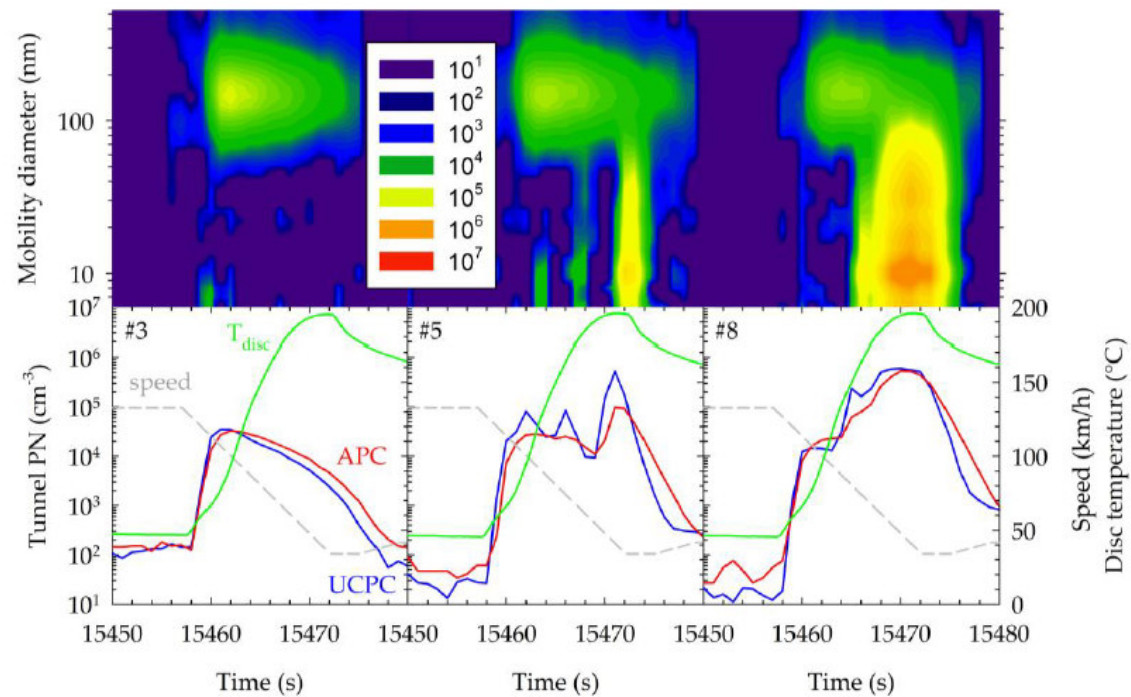 Mobility diameter (nm)
100
10
10¹
10²
10³
10⁴
10⁵
10⁶
10⁷
Tunnel PN (cm⁻³)
10⁷
10⁷
10⁶
10⁵
10⁴
10³
10²
10¹
#3
T_disc
speed
APC
UCPC
#5
#8
200
150
100
50
0
Speed (km/h)
Disc temperature (°C)
15450 15460 15470 15450 15460 15470 15450 15460 15470 15480
Time (s) Time (s) Time (s)